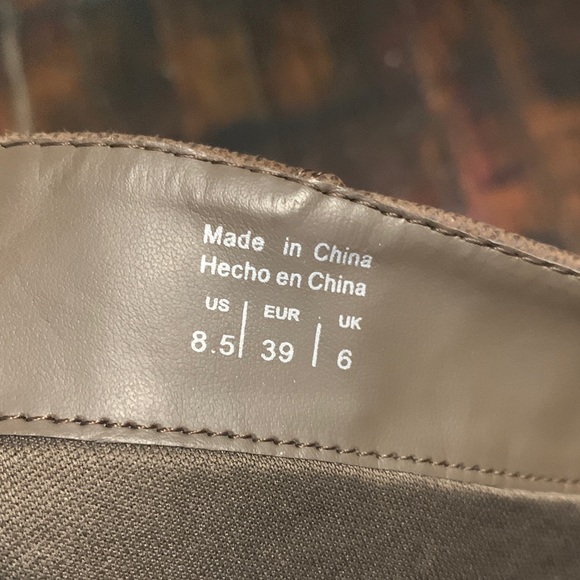 Made in China
Hecho en China
US | EUR | UK
8.5 | 39 | 6